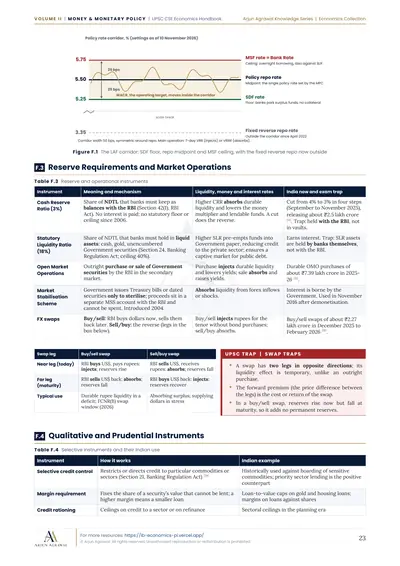 VOLUME II | MONEY & MONETARY POLICY | UPSC CSE Economics Handbook
Arjun Agrawal Knowledge Series | Economics Collection
Policy rate corridor, % (settings as of 10 November 2026)
5.75
MSF rate = Bank Rate
Ceiling: overnight borrowing, also against SLR
25 bps
5.50
Policy repo rate
Midpoint: the single policy rate set by the MPC
25 bps
WACR, the operating target, moves inside the corridor
5.25
SDF rate
Floor: banks park surplus funds, no collateral
3.35
Fixed reverse repo rate
Outside the corridor since April 2022
Figure F.1 The LAF corridor: SDF floor, repo midpoint and MSF ceiling, with the fixed reverse repo now outside
F.3 Reserve Requirements and Market Operations
Table F.3 Reserve and operational instruments
Instrument
Meaning and mechanism
Liquidity, money and interest rates
India now and exam trap
Cash Reserve Ratio (3%)
Share of NDTL that banks must keep as balances with the RBI (Section 42(1), RBI Act). No interest is paid; no statutory floor or ceiling since 2006.
Higher CRR absorbs durable liquidity and lowers the money multiplier and lendable funds. A cut does the reverse.
Cut from 4% to 3% in four steps (September to November 2025), releasing about ₹2.5 lakh crore. Trap: held with the RBI, not in vaults.
Statutory Liquidity Ratio (18%)
Share of NDTL that banks must hold in liquid assets: cash, gold, unencumbered Government securities (Section 24, Banking Regulation Act; ceiling 40%).
Higher SLR pre-empts funds into Government paper, reducing credit to the private sector; ensures a captive market for public debt.
Earns interest. Trap: SLR assets are held by banks themselves, not with the RBI.
Open Market Operations
Outright purchase or sale of Government securities by the RBI in the secondary market.
Purchase injects durable liquidity and lowers yields; sale absorbs and raises yields.
Durable OMO purchases of about ₹7.39 lakh crore in 2025-26
Market Stabilisation Scheme
Government issues Treasury bills or dated securities only to sterilise; proceeds sit in a separate MSS account with the RBI and cannot be spent. Introduced 2004.
Absorbs liquidity from forex inflows or shocks.
Interest is borne by the Government. Used in November 2016 after demonetisation.
FX swaps
Buy/sell: RBI buys dollars now, sells them back later. Sell/buy: the reverse (legs in the box below).
Buy/sell injects rupees for the tenor without bond purchases; sell/buy absorbs.
Buy/sell swaps of about ₹2.27 lakh crore in December 2025 to February 2026
Swap leg
Buy/sell swap
Sell/buy swap
Near leg (today)
RBI buys US$, pays rupees: injects; reserves rise
RBI sells US$, receives rupees: absorbs; reserves fall
Far leg (maturity)
RBI sells US$ back: absorbs; reserves fall
RBI buys US$ back: injects; reserves recover
Typical use
Durable rupee liquidity in a deficit; FCNR(B) swap window (2026)
Absorbing surplus; supplying dollars in stress
UPSC TRAP | SWAP TRAPS
A swap has two legs in opposite directions: its liquidity effect is temporary, unlike an outright purchase.
The forward premium (the price difference between the legs) is the cost or return of the swap.
In a buy/sell swap, reserves rise now but fall at maturity, so it adds no permanent reserves.
F.4 Qualitative and Prudential Instruments
Table F.4 Selective instruments and their Indian use
Instrument
How it works
Indian example
Selective credit control
Restricts or directs credit to particular commodities or sectors (Section 21, Banking Regulation Act)
Historically used against hoarding of sensitive commodities; priority sector lending is the positive counterpart
Margin requirement
Fixes the share of a security's value that cannot be lent; a higher margin means a smaller loan
Loan-to-value caps on gold and housing loans; margins on loans against shares
Credit rationing
Ceilings on credit to a sector or on refinance
Sectoral ceilings in the planning era
ARJUN AGRAWAL
For more resources: https://ib-economics-pi.vercel.app/
© Arjun Agrawal. All rights reserved. Unauthorised reproduction or redistribution is prohibited.
23